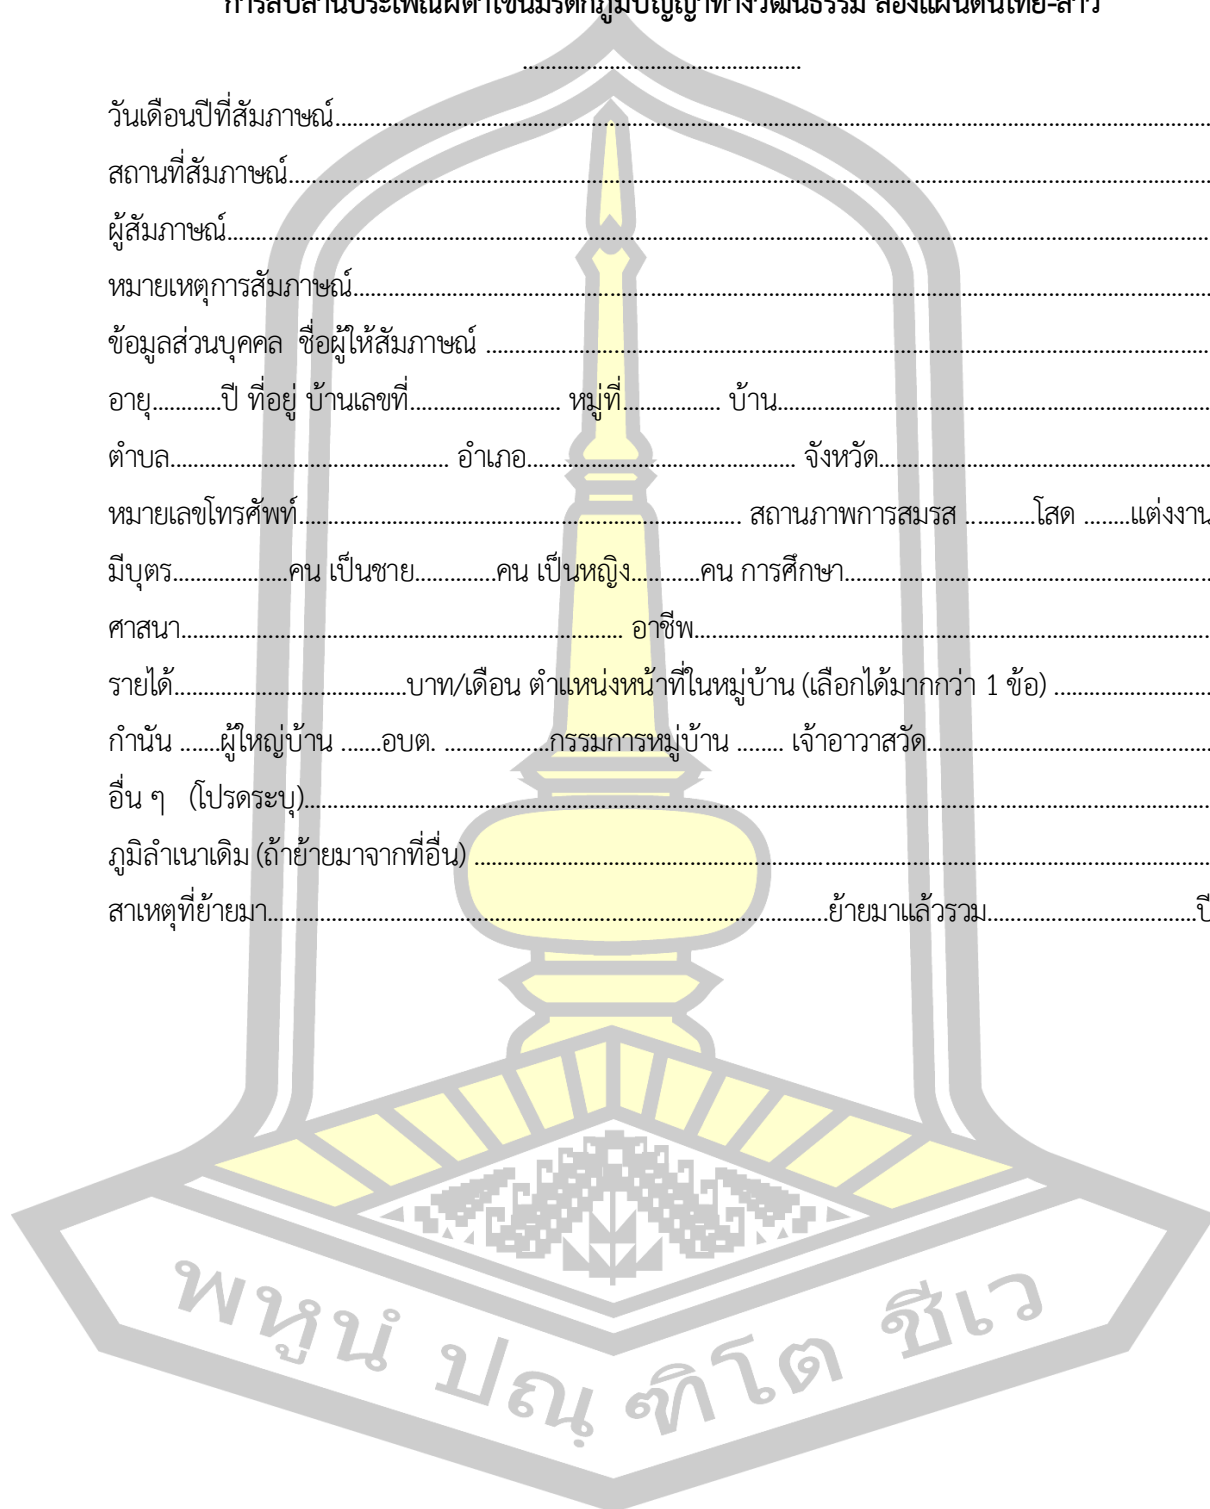 การสืบสานประเพณีผีตาโขนมรดกภูมิปัญญาทางวัฒนธรรม สองแผ่นดินไทย-ลาว
................................................
วันเดือนปีที่สัมภาษณ์................................................................................
สถานที่สัมภาษณ์................................................................................
ผู้สัมภาษณ์................................................................................
หมายเหตุการสัมภาษณ์................................................................................
ข้อมูลส่วนบุคคล ชื่อผู้ให้สัมภาษณ์ ................................................................................
อายุ............ปี ที่อยู่ บ้านเลขที่.......................... หมู่ที่................. บ้าน................................................................
ตำบล................................................ อำเภอ.............................................. จังหวัด................................................
หมายเลขโทรศัพท์............................................................................ สถานภาพการสมรส ............โสด ........แต่งงาน
มีบุตร....................คน เป็นชาย..............คน เป็นหญิง............คน การศึกษา................................................................
ศาสนา............................................................................ อาชีพ................................................................
รายได้........................................บาท/เดือน ตำแหน่งหน้าที่ในหมู่บ้าน (เลือกได้มากกว่า 1 ข้อ) ...........................
กำนัน .......ผู้ใหญ่บ้าน .......อบต. ..................กรรมการหมู่บ้าน ........ เจ้าอาวาสวัด................................................
อื่น ๆ (โปรดระบุ)................................................................................
ภูมิลำเนาเดิม (ถ้าย้ายมาจากที่อื่น) ................................................................................
สาเหตุที่ย้ายมา................................................................................ย้ายมาแล้วรวม....................................ปี
พหูนํ ปณฺฑิโต ชีเว